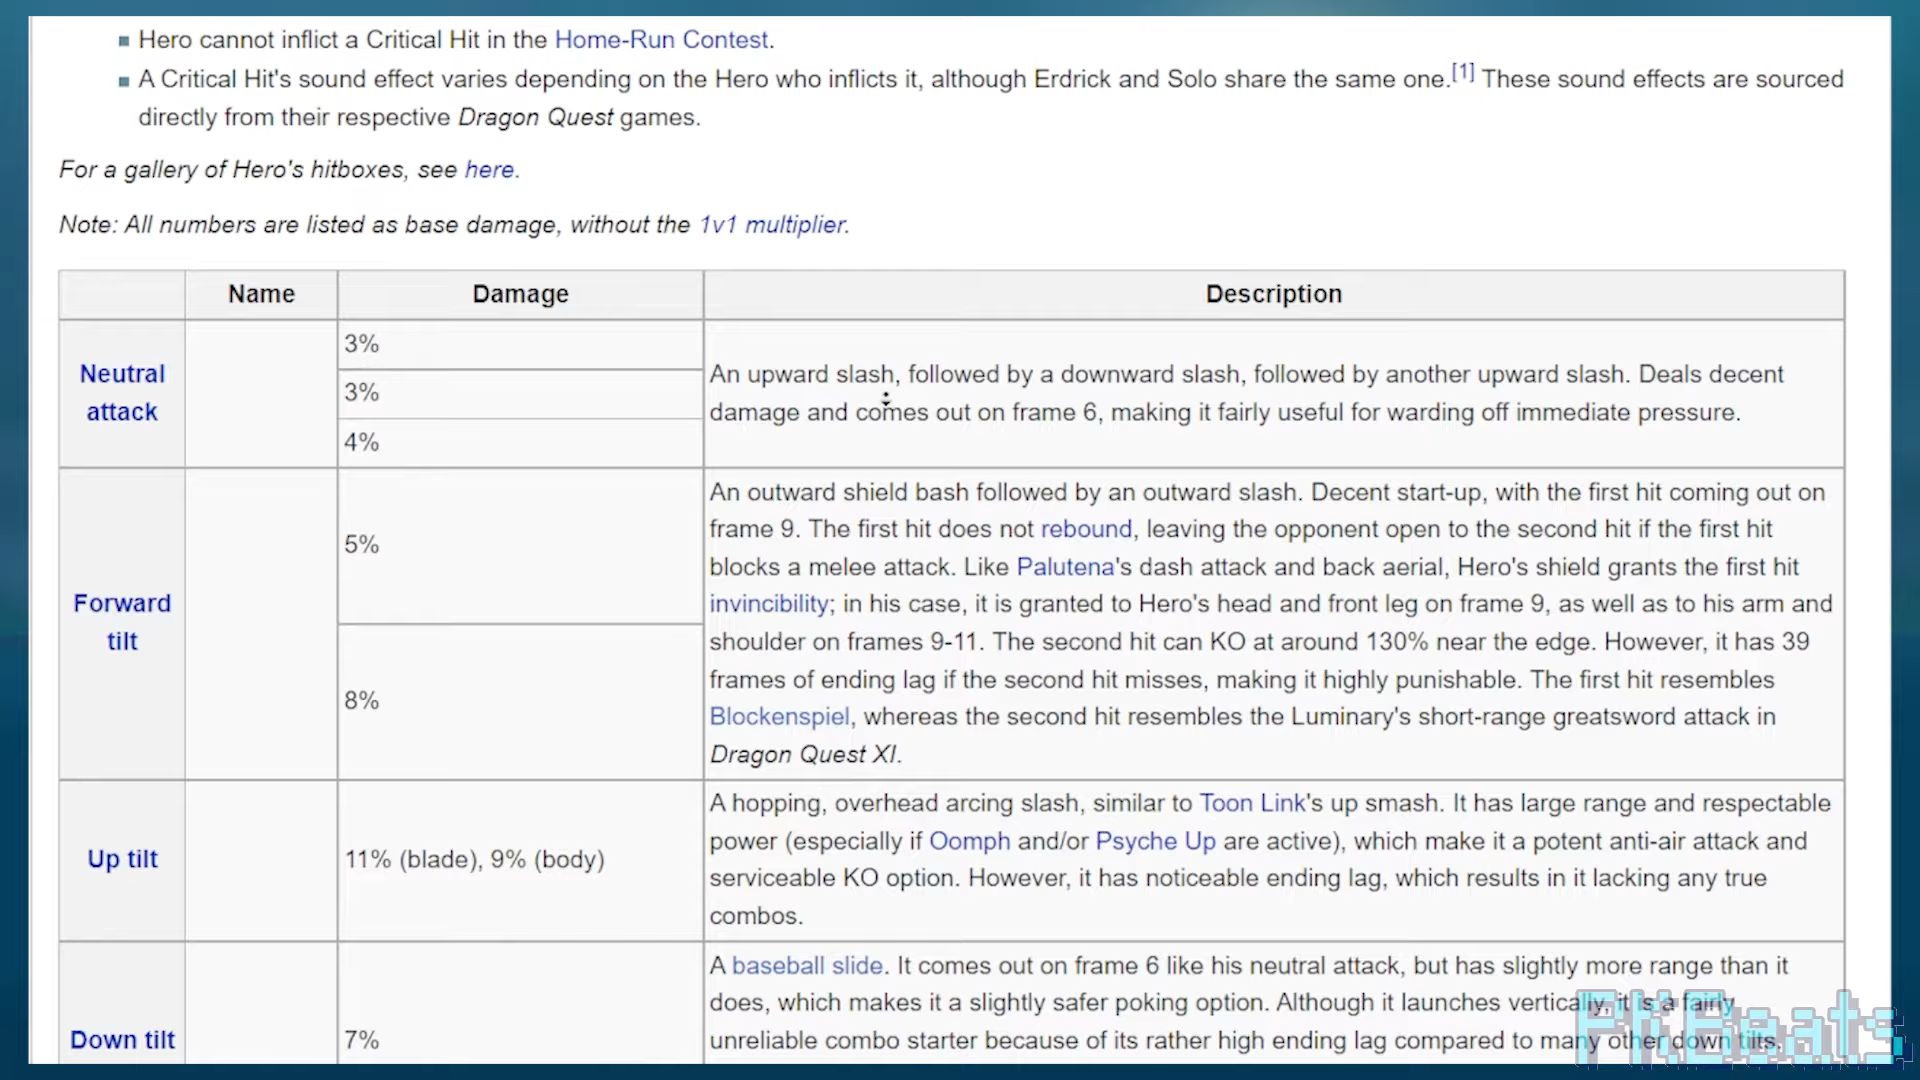 Hero cannot inflict a Critical Hit in the Home-Run Contest.
A Critical Hit's sound effect varies depending on the Hero who inflicts it, although Erdrick and Solo share the same one.[1] These sound effects are sourced
directly from their respective Dragon Quest games.
For a gallery of Hero's hitboxes, see here.
Note: All numbers are listed as base damage, without the 1v1 multiplier.
Name Damage Description
Neutral
attack
3%
3%
4%
An upward slash, followed by a downward slash, followed by another upward slash. Deals decent
damage and comes out on frame 6, making it fairly useful for warding off immediate pressure.
Forward
tilt
5%
8%
An outward shield bash followed by an outward slash. Decent start-up, with the first hit coming out on
frame 9. The first hit does not rebound, leaving the opponent open to the second hit if the first hit
blocks a melee attack. Like Palutena's dash attack and back aerial, Hero's shield grants the first hit
invincibility; in his case, it is granted to Hero's head and front leg on frame 9, as well as to his arm and
shoulder on frames 9-11. The second hit can KO at around 130% near the edge. However, it has 39
frames of ending lag if the second hit misses, making it highly punishable. The first hit resembles
Blockenspiel, whereas the second hit resembles the Luminary's short-range greatsword attack in
Dragon Quest XI.
Up tilt
11% (blade), 9% (body)
A hopping, overhead arcing slash, similar to Toon Link's up smash. It has large range and respectable
power (especially if Oomph and/or Psyche Up are active), which make it a potent anti-air attack and
serviceable KO option. However, it has noticeable ending lag, which results in it lacking any true
combos.
Down tilt
7%
A baseball slide. It comes out on frame 6 like his neutral attack, but has slightly more range than it
does, which makes it a slightly safer poking option. Although it launches vertically, it is a fairly
unreliable combo starter because of its rather high ending lag compared to many other down tilts.